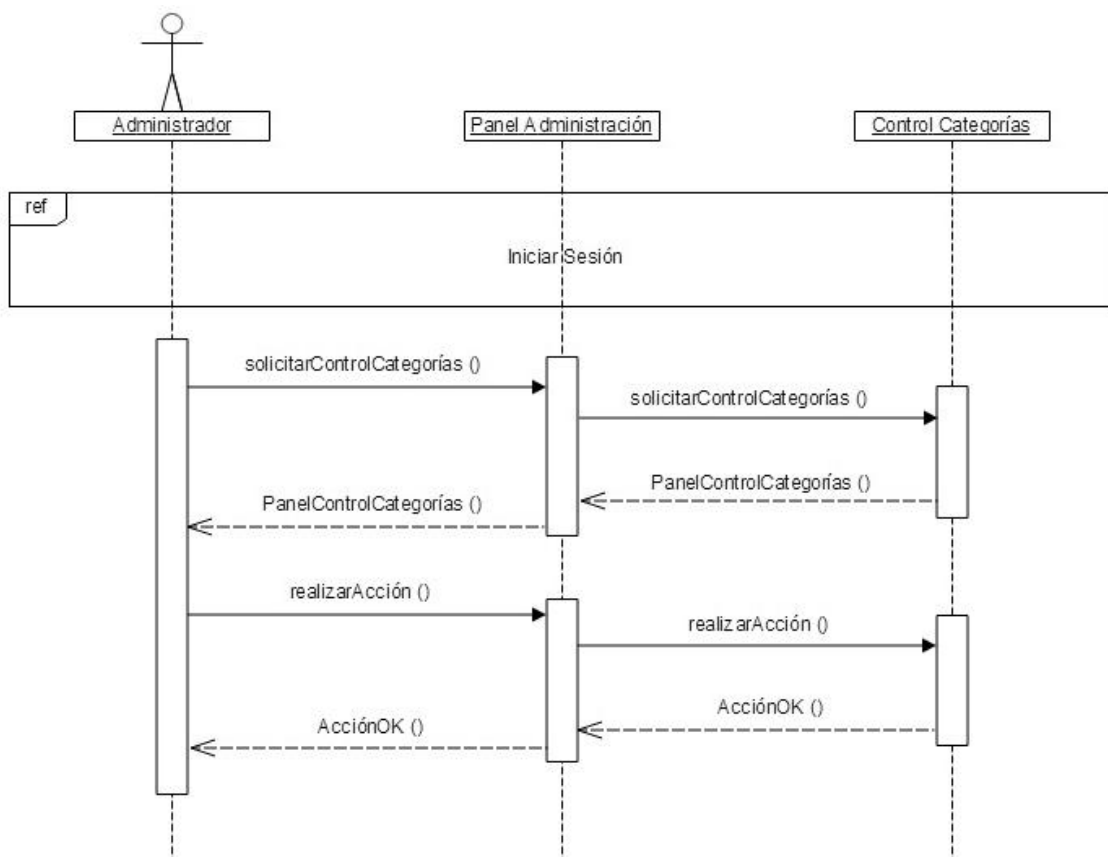 Administrador
Panel Administración
Control Categorías
ref
Iniciar Sesión
solicitarControlCategorías ()
solicitarControlCategorías ()
PanelControlCategorías ()
PanelControlCategorías ()
realizarAcción ()
realizarAcción ()
AcciónOK ()
AcciónOK ()